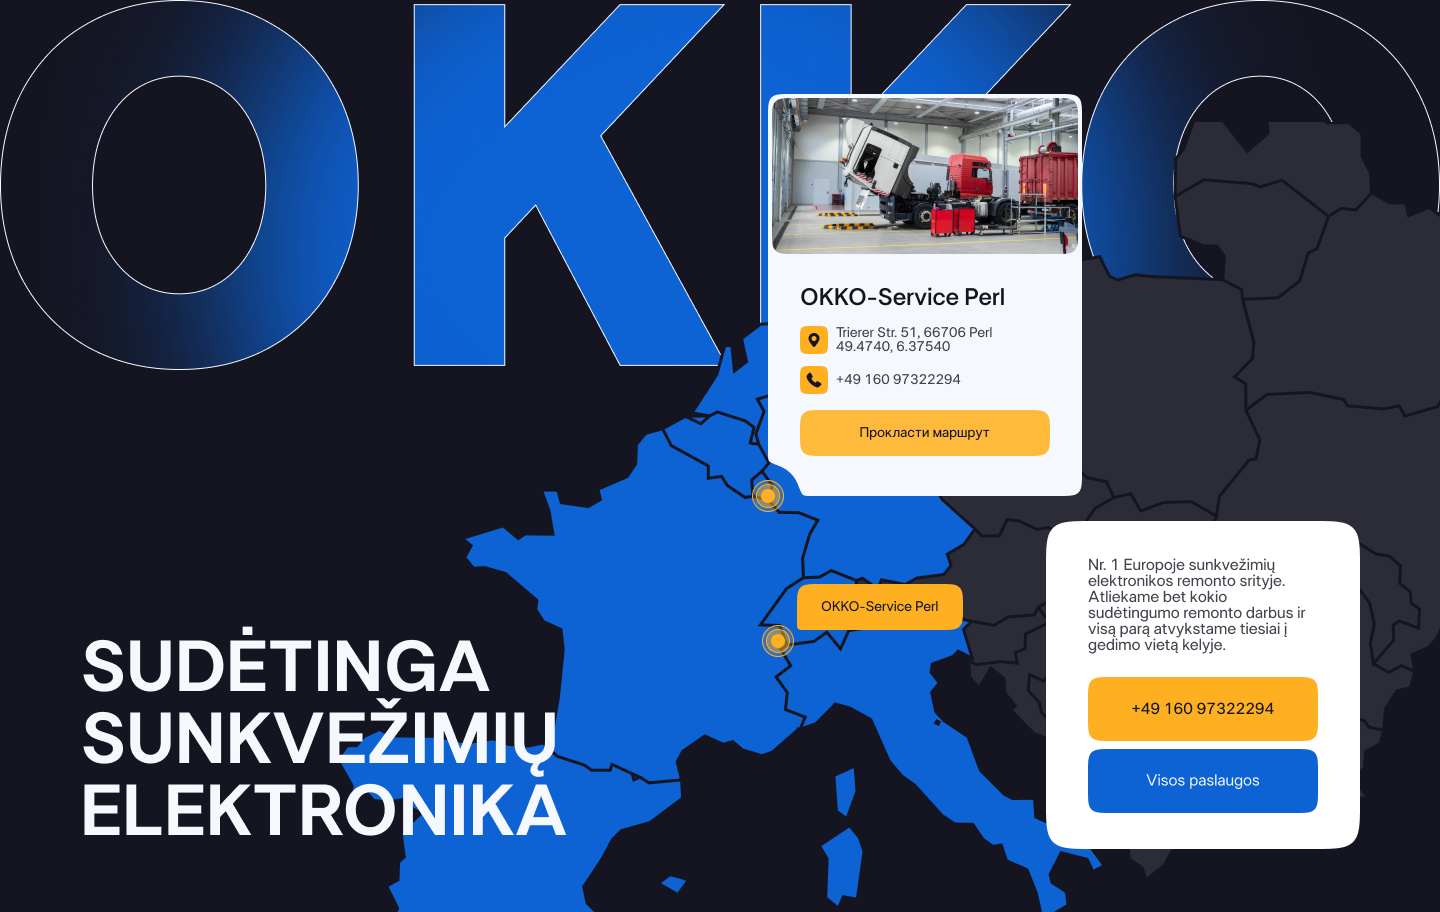 OKKO
OKKO-Service Perl
Trierer Str. 51, 66706 Perl
49.4740, 6.37540
+49 160 97322294
Прокласти маршрут
OKKO-Service Perl
SUDĖTINGA
SUNKVEŽIMIŲ
ELEKTRONIKA
Nr. 1 Europoje sunkvežimių
elektronikos remonto srityje.
Atliekame bet kokio
sudėtingumo remonto darbus ir
visą parą atvykstame tiesiai į
gedimo vietą kelyje.
+49 160 97322294
Visos paslaugos